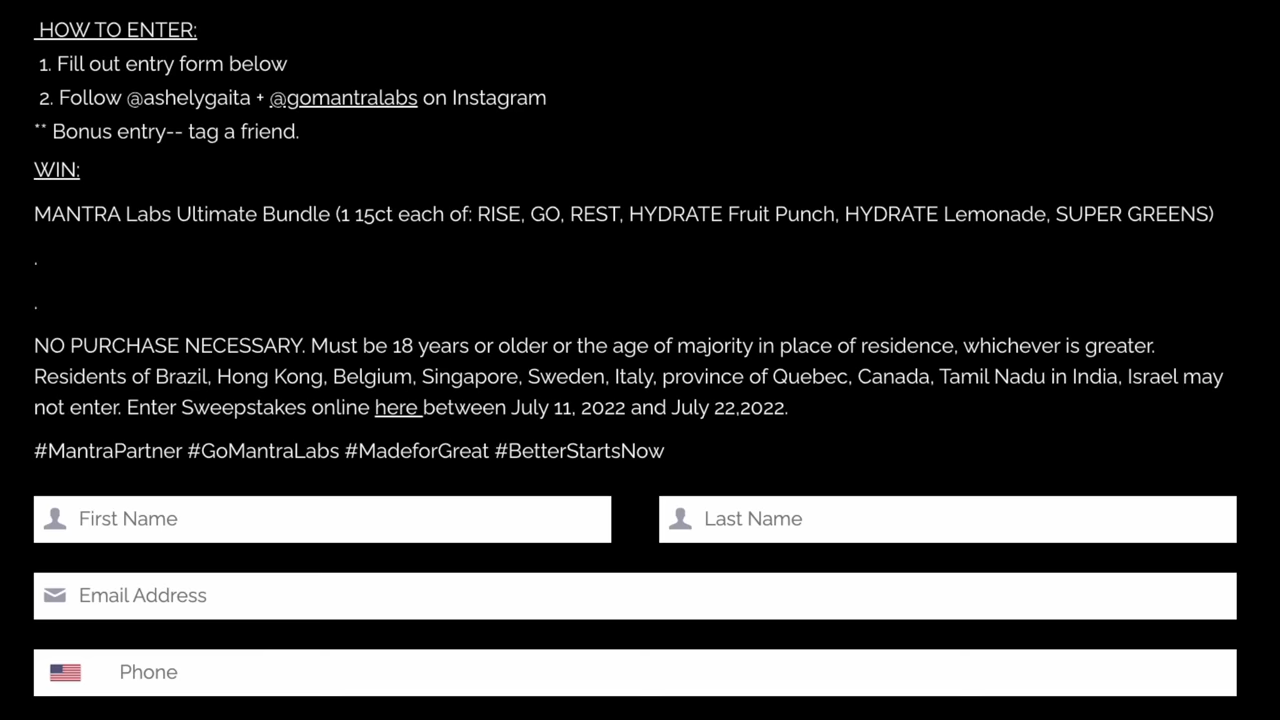 HOW TO ENTER:
1. Fill out entry form below
2. Follow @ashelygaita + @gomantralabs on Instagram
** Bonus entry-- tag a friend.
WIN:
MANTRA Labs Ultimate Bundle (1 15ct each of: RISE, GO, REST, HYDRATE Fruit Punch, HYDRATE Lemonade, SUPER GREENS)
.
.
NO PURCHASE NECESSARY. Must be 18 years or older or the age of majority in place of residence, whichever is greater.
Residents of Brazil, Hong Kong, Belgium, Singapore, Sweden, Italy, province of Quebec, Canada, Tamil Nadu in India, Israel may
not enter. Enter Sweepstakes online here between July 11, 2022 and July 22,2022.
#MantraPartner #GoMantraLabs #MadeforGreat #BetterStartsNow
First Name
Last Name
Email Address
Phone